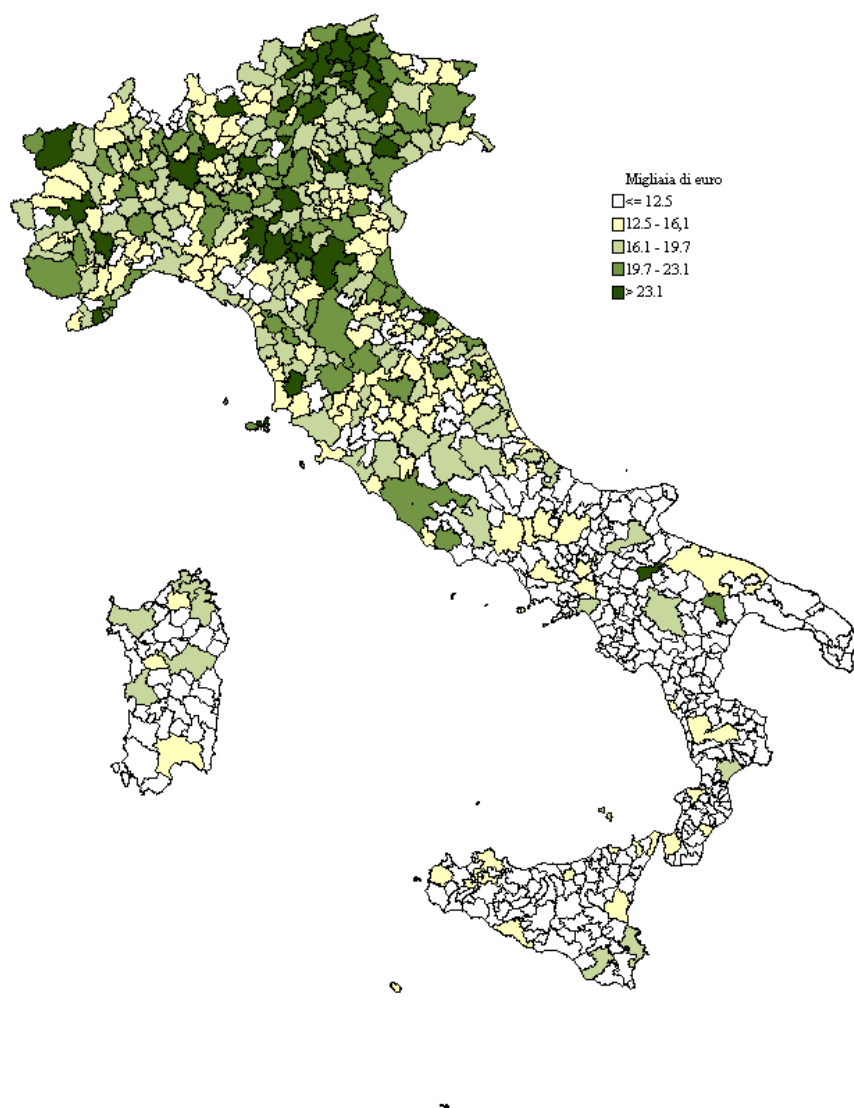 Migliaia di euro
<= 12.5
12.5 - 16,1
16.1 - 19.7
19.7 - 23.1
> 23.1